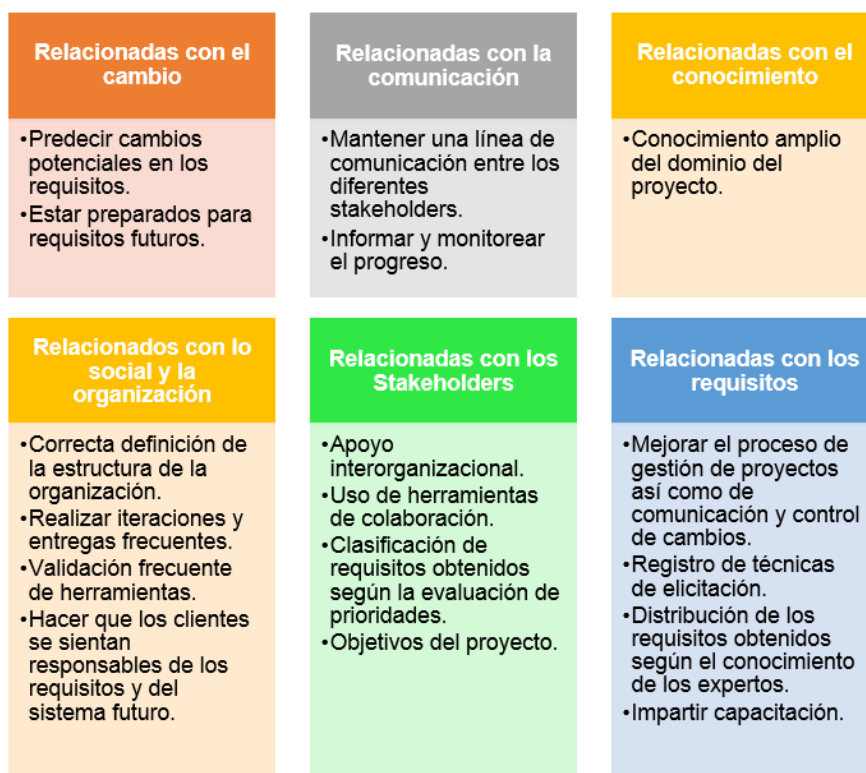 Relacionadas con el
cambio
•Predecir cambios
potenciales en los
requisitos.
•Estar preparados para
requisitos futuros.
Relacionadas con la
comunicación
•Mantener una línea de
comunicación entre los
diferentes
stakeholders.
•Informar y monitorear
el progreso.
Relacionadas con el
conocimiento
•Conocimiento amplio
del dominio del
proyecto.
Relacionados con lo
social y la
organización
•Correcta definición de
la estructura de la
organización.
•Realizar iteraciones y
entregas frecuentes.
•Validación frecuente
de herramientas.
•Hacer que los clientes
se sientan
responsables de los
requisitos y del
sistema futuro.
Relacionadas con los
Stakeholders
•Apoyo
interorganizacional.
•Uso de herramientas
de colaboración.
•Clasificación de
requisitos obtenidos
según la evaluación de
prioridades.
•Objetivos del proyecto.
Relacionadas con los
requisitos
•Mejorar el proceso de
gestión de proyectos
así como de
comunicación y control
de cambios.
•Registro de técnicas
de elicitación.
•Distribución de los
requisitos obtenidos
según el conocimiento
de los expertos.
•Impartir capacitación.